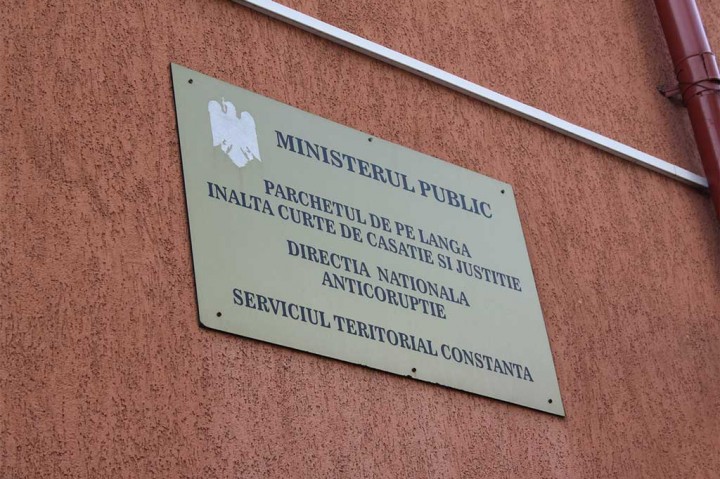 MINISTERUL PUBLIC
PARCHETUL DE PE LANGA
INALTA CURTE DE CASATIE SI JUSTITIE
DIRECTIA NATIONALA
ANTICORUPTIE
SERVICIUL TERITORIAL CONSTANTA